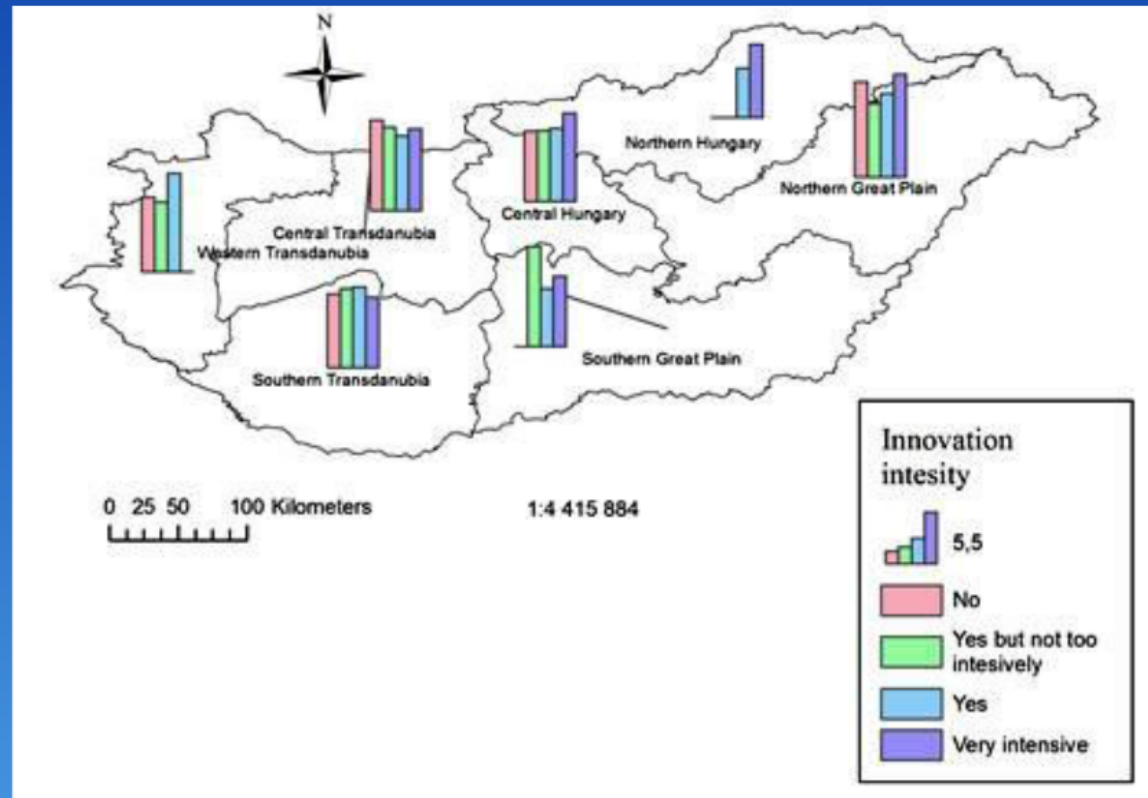 N
Northern Hungary
Northern Great Plain
Central Hungary
Central Transdanubia
Western Transdanubia
Southern Great Plain
Southern Transdanubia
0 25 50 100 Kilometers
1:4 415 884
Innovation
intesity
5,5
No
Yes but not too
intesively
Yes
Very intensive